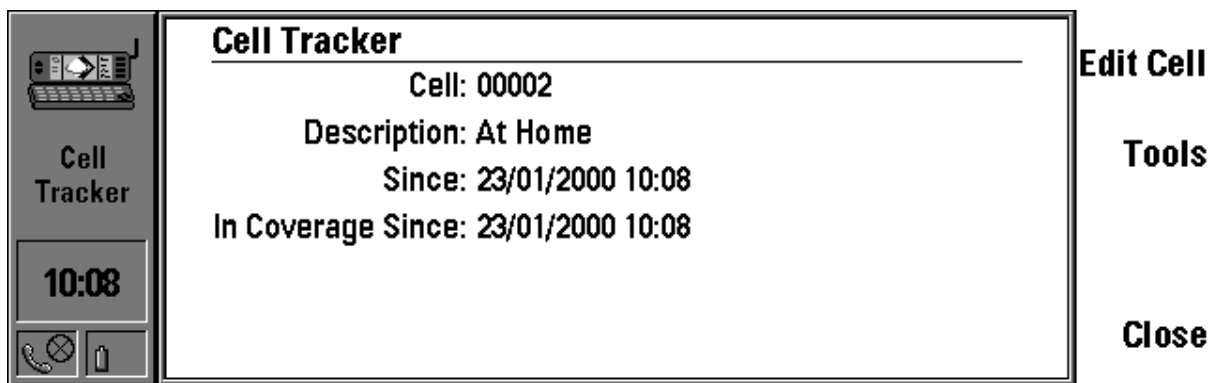 Cell
Tracker
10:08
Cell Tracker
Cell: 00002
Description: At Home
Since: 23/01/2000 10:08
In Coverage Since: 23/01/2000 10:08
Edit Cell
Tools
Close